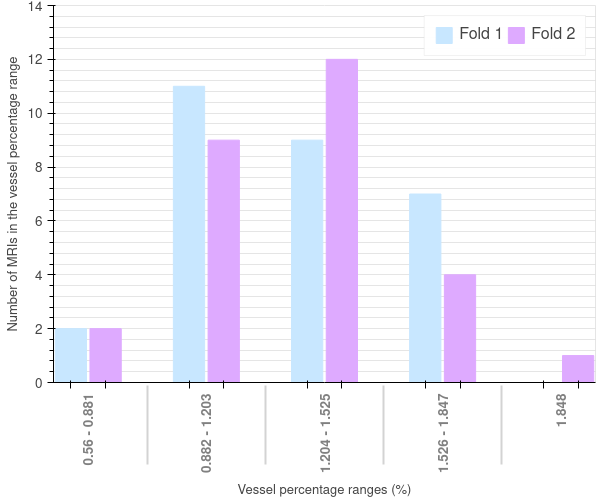 14
12
10
8
6
4
2
0
Number of MRIs in the vessel percentage range
Fold 1 Fold 2
0.56 - 0.881
0.882 - 1.203
1.204 - 1.525
1.526 - 1.847
1.848
Vessel percentage ranges (%)